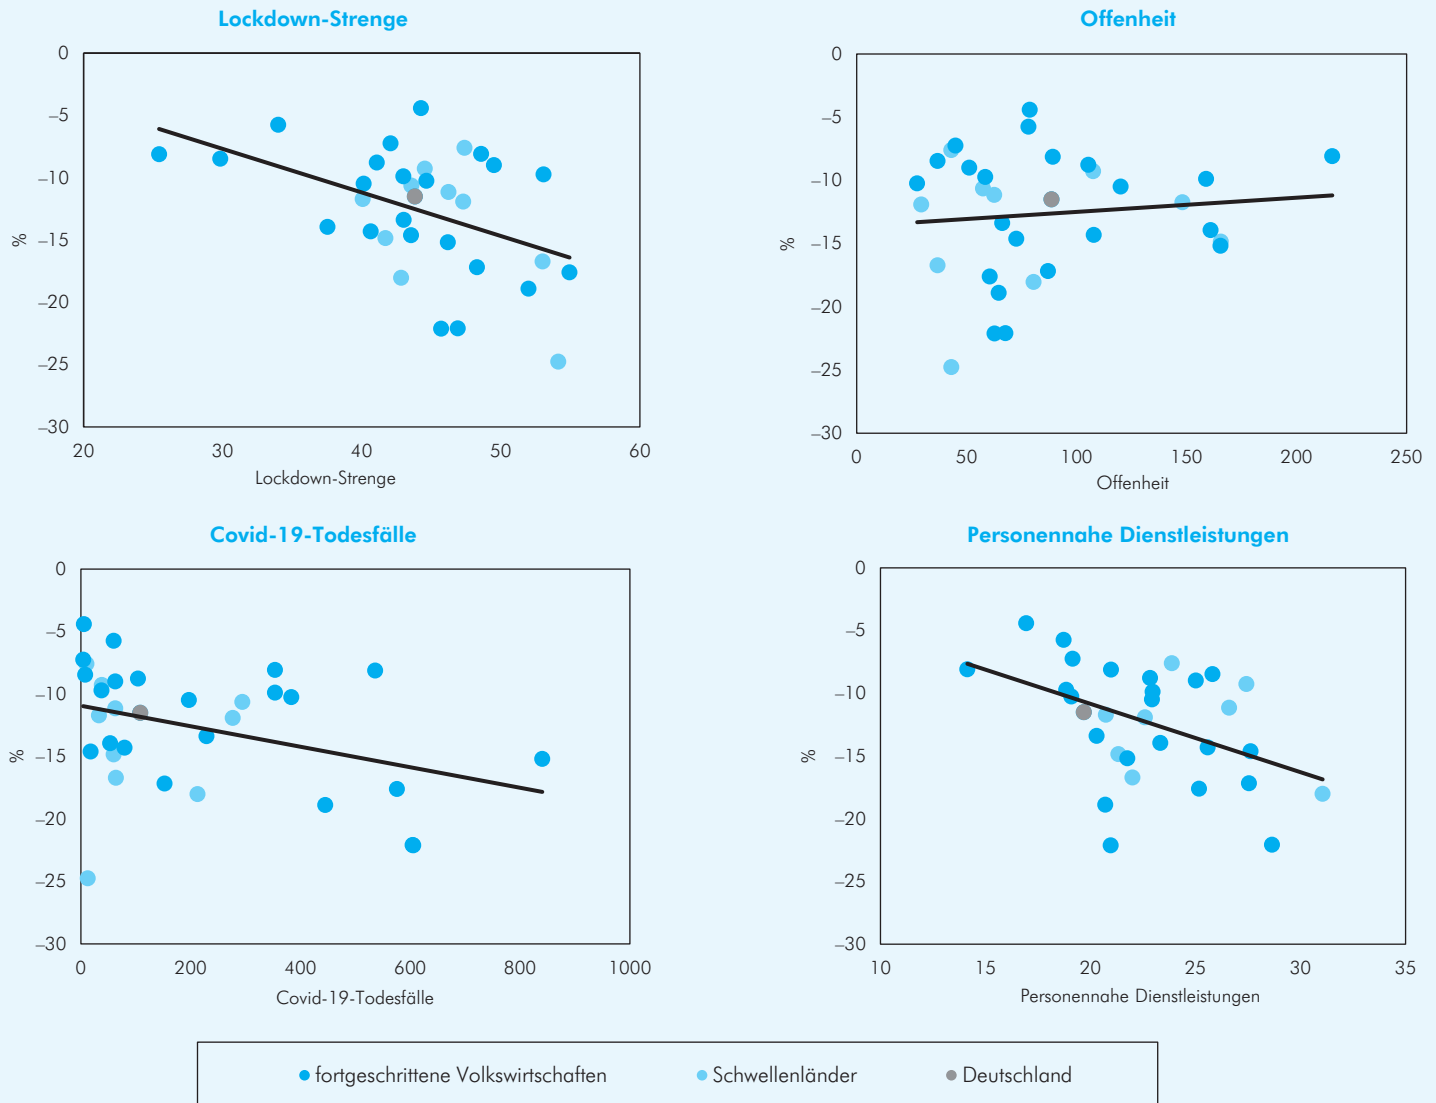 Lockdown-Strenge
0
–5
–10
–15
–20
–25
–30
%
20 30 40 50 60
Lockdown-Strenge
Offenheit
0
–5
–10
–15
–20
–25
–30
%
0 50 100 150 200 250
Offenheit
Covid-19-Todesfälle
0
–5
–10
–15
–20
–25
–30
%
0 200 400 600 800 1000
Covid-19-Todesfälle
Personennahe Dienstleistungen
0
–5
–10
–15
–20
–25
–30
%
10 15 20 25 30 35
Personennahe Dienstleistungen
fortgeschrittene Volkswirtschaften Schwellenländer Deutschland